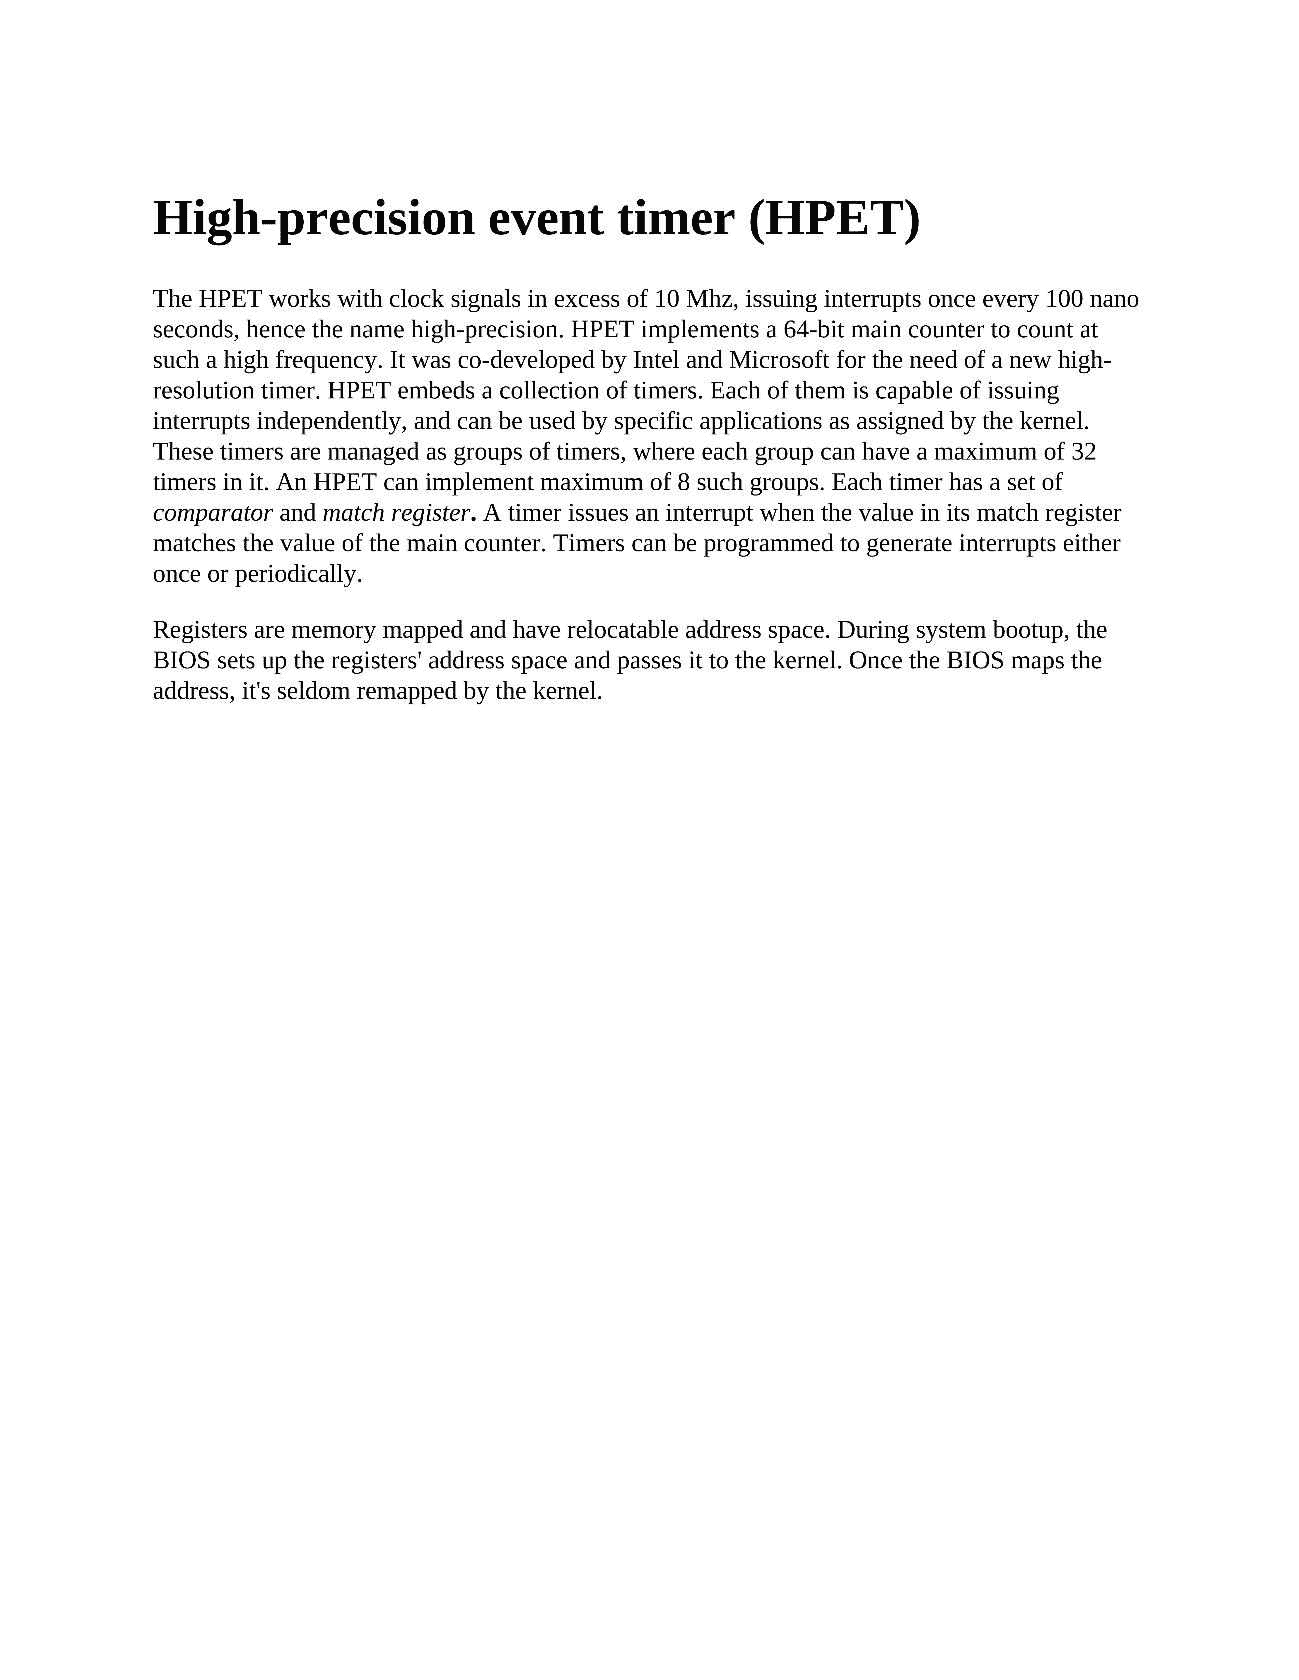 High-precision event timer (HPET)
The HPET works with clock signals in excess of 10 Mhz, issuing interrupts once every 100 nano
seconds, hence the name high-precision. HPET implements a 64-bit main counter to count at
such a high frequency. It was co-developed by Intel and Microsoft for the need of a new high-
resolution timer. HPET embeds a collection of timers. Each of them is capable of issuing
interrupts independently, and can be used by specific applications as assigned by the kernel.
These timers are managed as groups of timers, where each group can have a maximum of 32
timers in it. An HPET can implement maximum of 8 such groups. Each timer has a set of
comparator and match register. A timer issues an interrupt when the value in its match register
matches the value of the main counter. Timers can be programmed to generate interrupts either
once or periodically.
Registers are memory mapped and have relocatable address space. During system bootup, the
BIOS sets up the registers' address space and passes it to the kernel. Once the BIOS maps the
address, it's seldom remapped by the kernel.